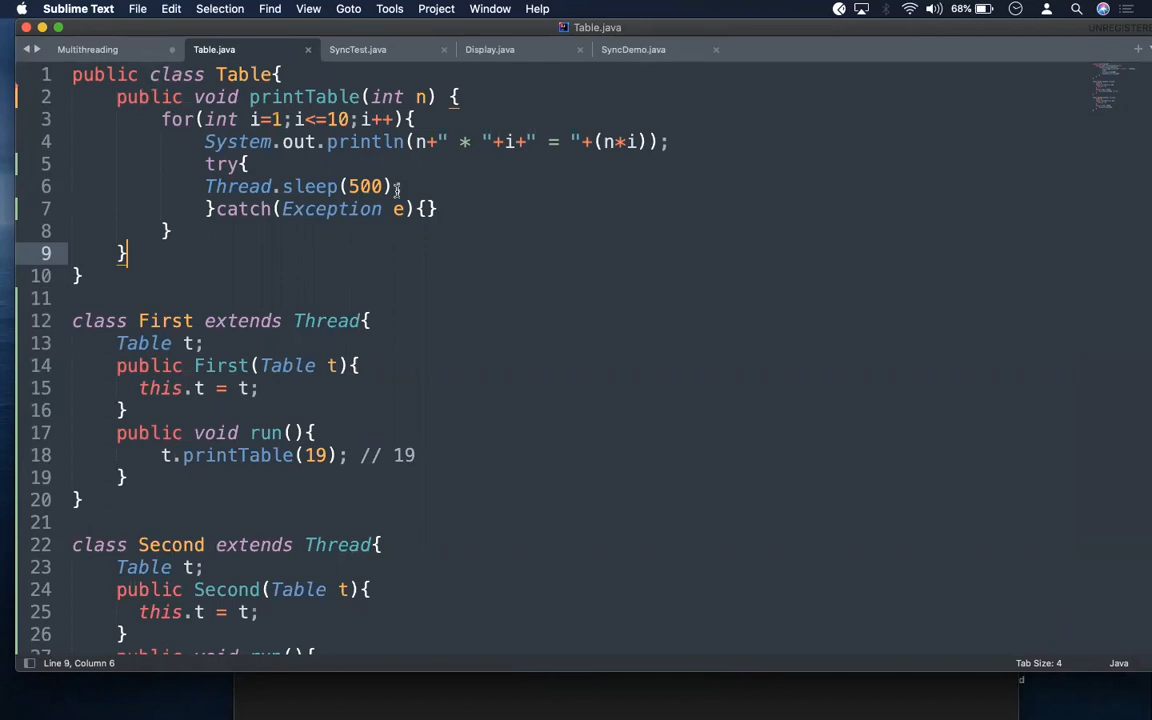 Sublime Text File Edit Selection Find View Goto Tools Project Window Help 68%
Table.java UNREGISTERED
Multithreading Table.java SyncTest.java Display.java SyncDemo.java
1 public class Table{
2 public void printTable(int n) {
3 for(int i=1;i<=10;i++){
4 System.out.println(n+" * "+i+" = "+(n*i));
5 try{
6 Thread.sleep(500)
7 }catch(Exception e){}
8 }
9 }
10 }
11
12 class First extends Thread{
13 Table t;
14 public First(Table t){
15 this.t = t;
16 }
17 public void run(){
18 t.printTable(19); // 19
19 }
20 }
21
22 class Second extends Thread{
23 Table t;
24 public Second(Table t){
25 this.t = t;
26 }
27 public void run(){
Line 9, Column 6 Tab Size: 4 Java
d